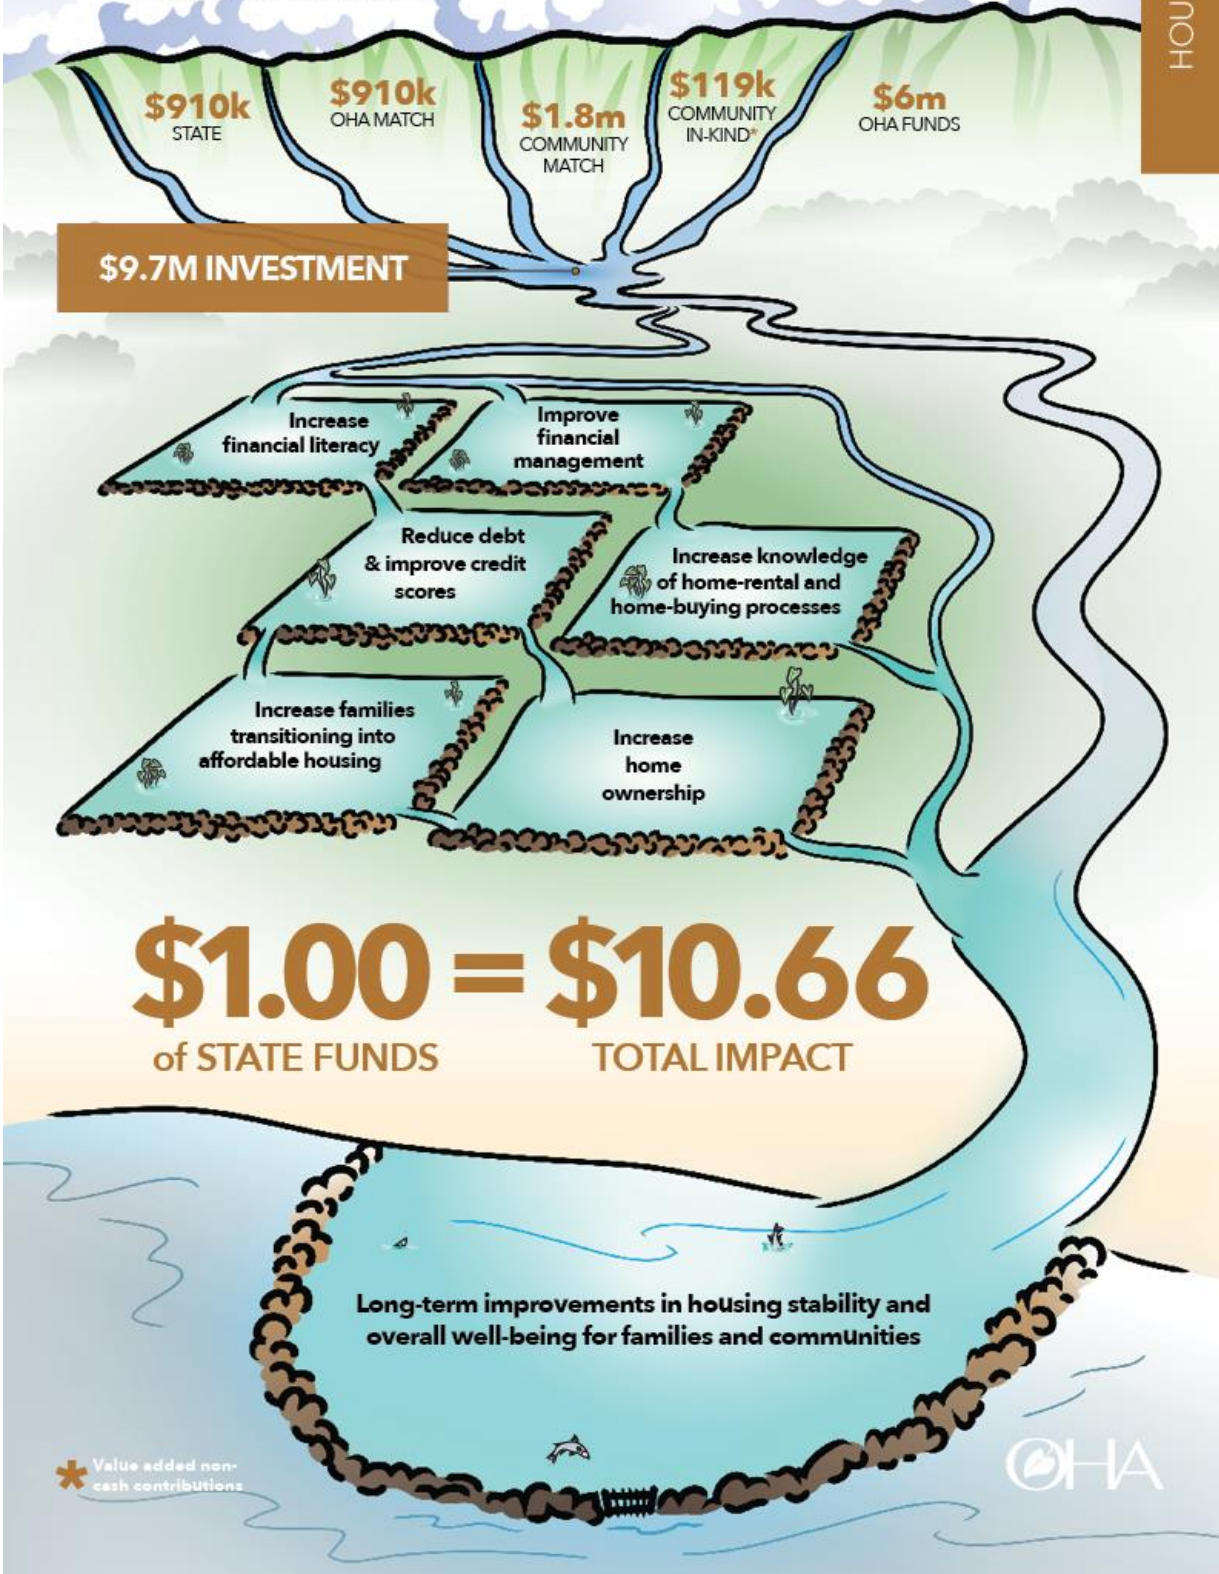 HOU
$910k
STATE
$910k
OHA MATCH
$1.8m
COMMUNITY
MATCH
$119k
COMMUNITY
IN-KIND*
$6m
OHA FUNDS
$9.7M INVESTMENT
Increase
financial literacy
Improve
financial
management
Reduce debt
& improve credit
scores
Increase knowledge
of home-rental and
home-buying processes
Increase families
transitioning into
affordable housing
Increase
home
ownership
$1.00 = $10.66
of STATE FUNDS TOTAL IMPACT
Long-term improvements in housing stability and
overall well-being for families and communities
* Value added non-
cash contributions
OHA